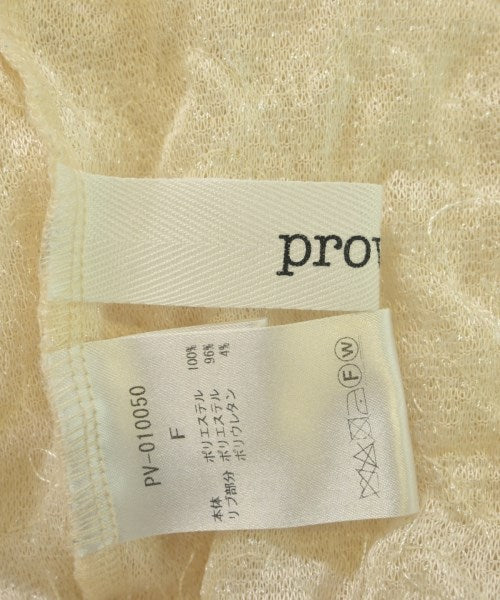 prov
PV-010050
F
本体 ポリエステル 100%
リブ部分 ポリエステル 96%
ポリウレタン 4%
F W